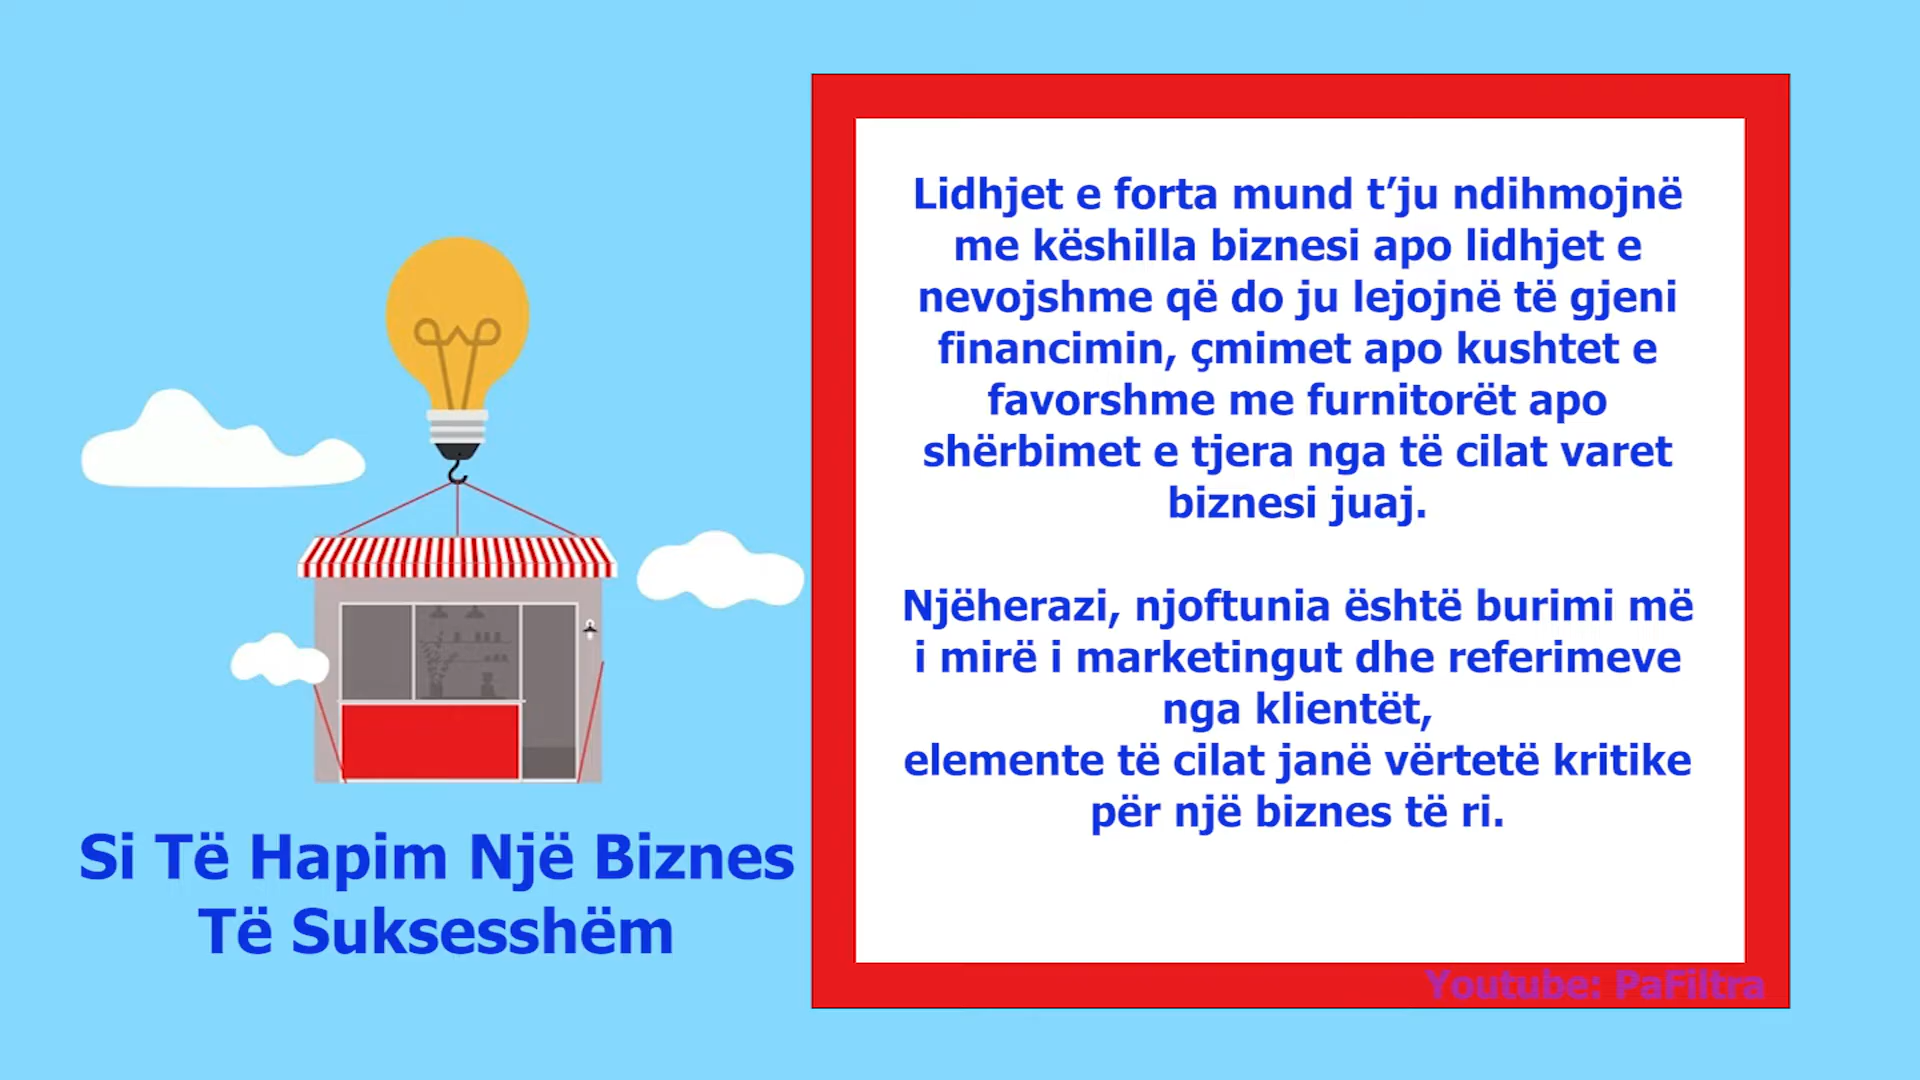 Lidhjet e forta mund t’ju ndihmojnë
me këshilla biznesi apo lidhjet e
nevojshme që do ju lejojnë të gjeni
financimin, çmimet apo kushtet e
favorshme me furnitorët apo
shërbimet e tjera nga të cilat varet
biznesi juaj.
Njëherazi, njoftunia është burimi më
i mirë i marketingut dhe referimeve
nga klientët,
elemente të cilat janë vërtetë kritike
për një biznes të ri.
Si Të Hapim Një Biznes
Të Suksesshëm
Youtube: PaFiltra